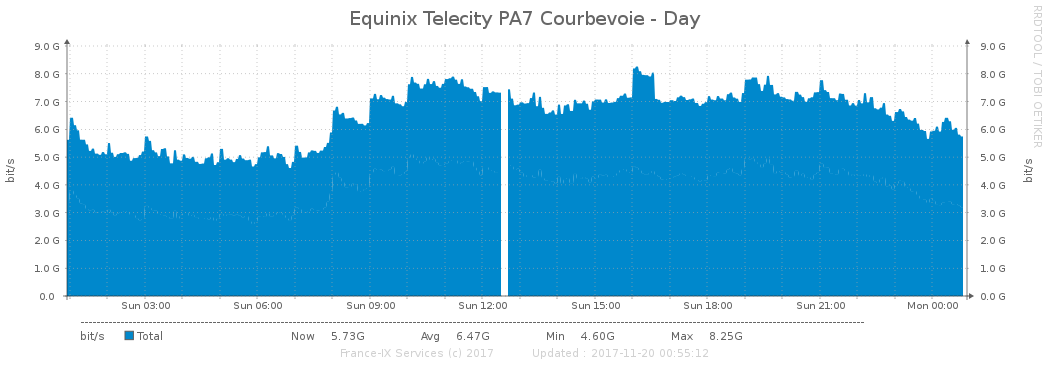 Equinix Telecity PA7 Courbevoie - Day
RRDTOOL / TOBI OETIKER
9.0 G 9.0 G
8.0 G 8.0 G
7.0 G 7.0 G
6.0 G 6.0 G
5.0 G 5.0 G
4.0 G 4.0 G
3.0 G 3.0 G
2.0 G 2.0 G
1.0 G 1.0 G
0.0 0.0 G
bit/s bit/s
Sun 03:00 Sun 06:00 Sun 09:00 Sun 12:00 Sun 15:00 Sun 18:00 Sun 21:00 Mon 00:00
bit/s Total Now 5.73G Avg 6.47G Min 4.60G Max 8.25G
France-IX Services (c) 2017 Updated : 2017-11-20 00:55:12